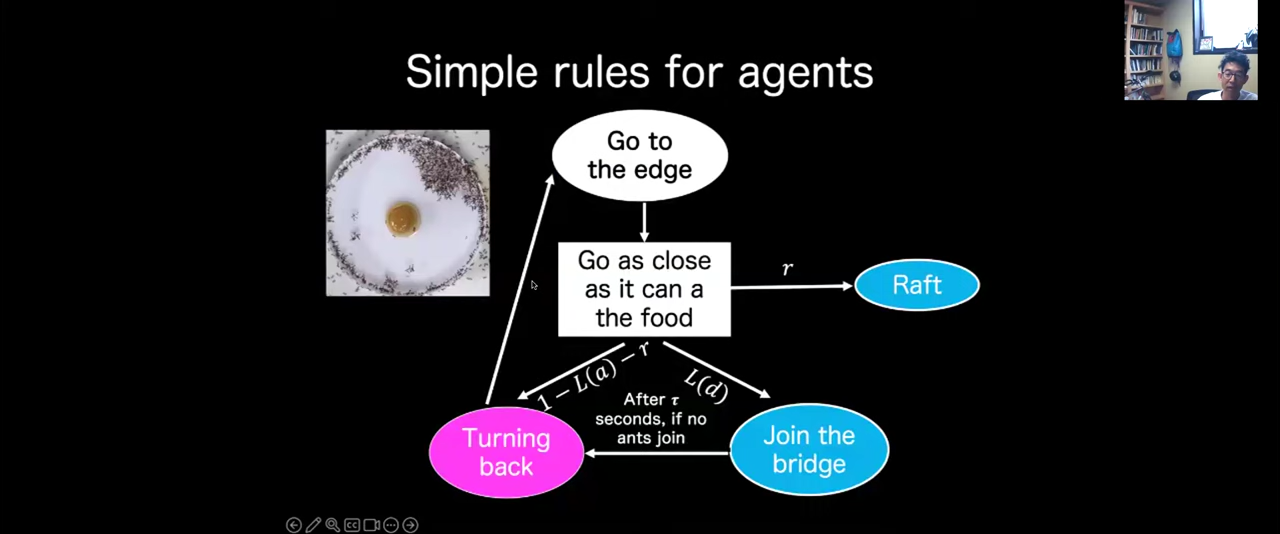 Simple rules for agents
Go to
the edge
Go as close
as it can a
the food
r
Raft
1 − L(a) − r
L(d)
After τ
seconds, if no
ants join
Turning
back
Join the
bridge